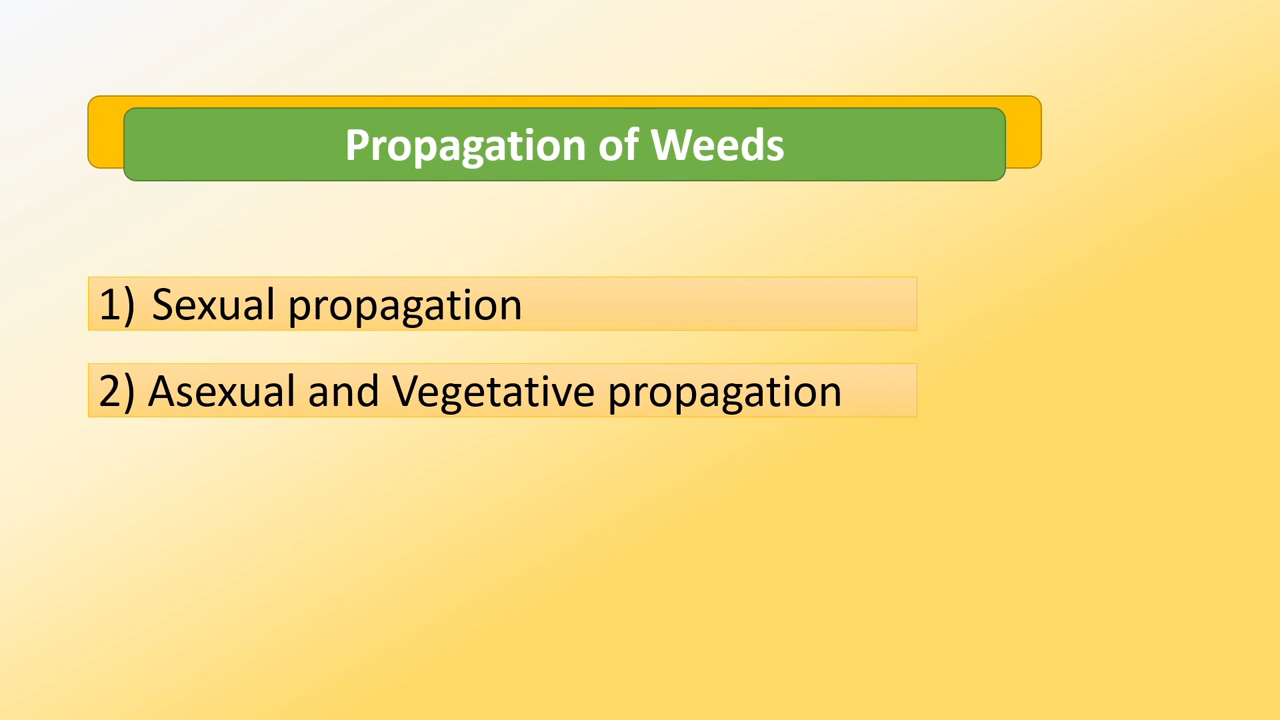 Propagation of Weeds
1) Sexual propagation
2) Asexual and Vegetative propagation